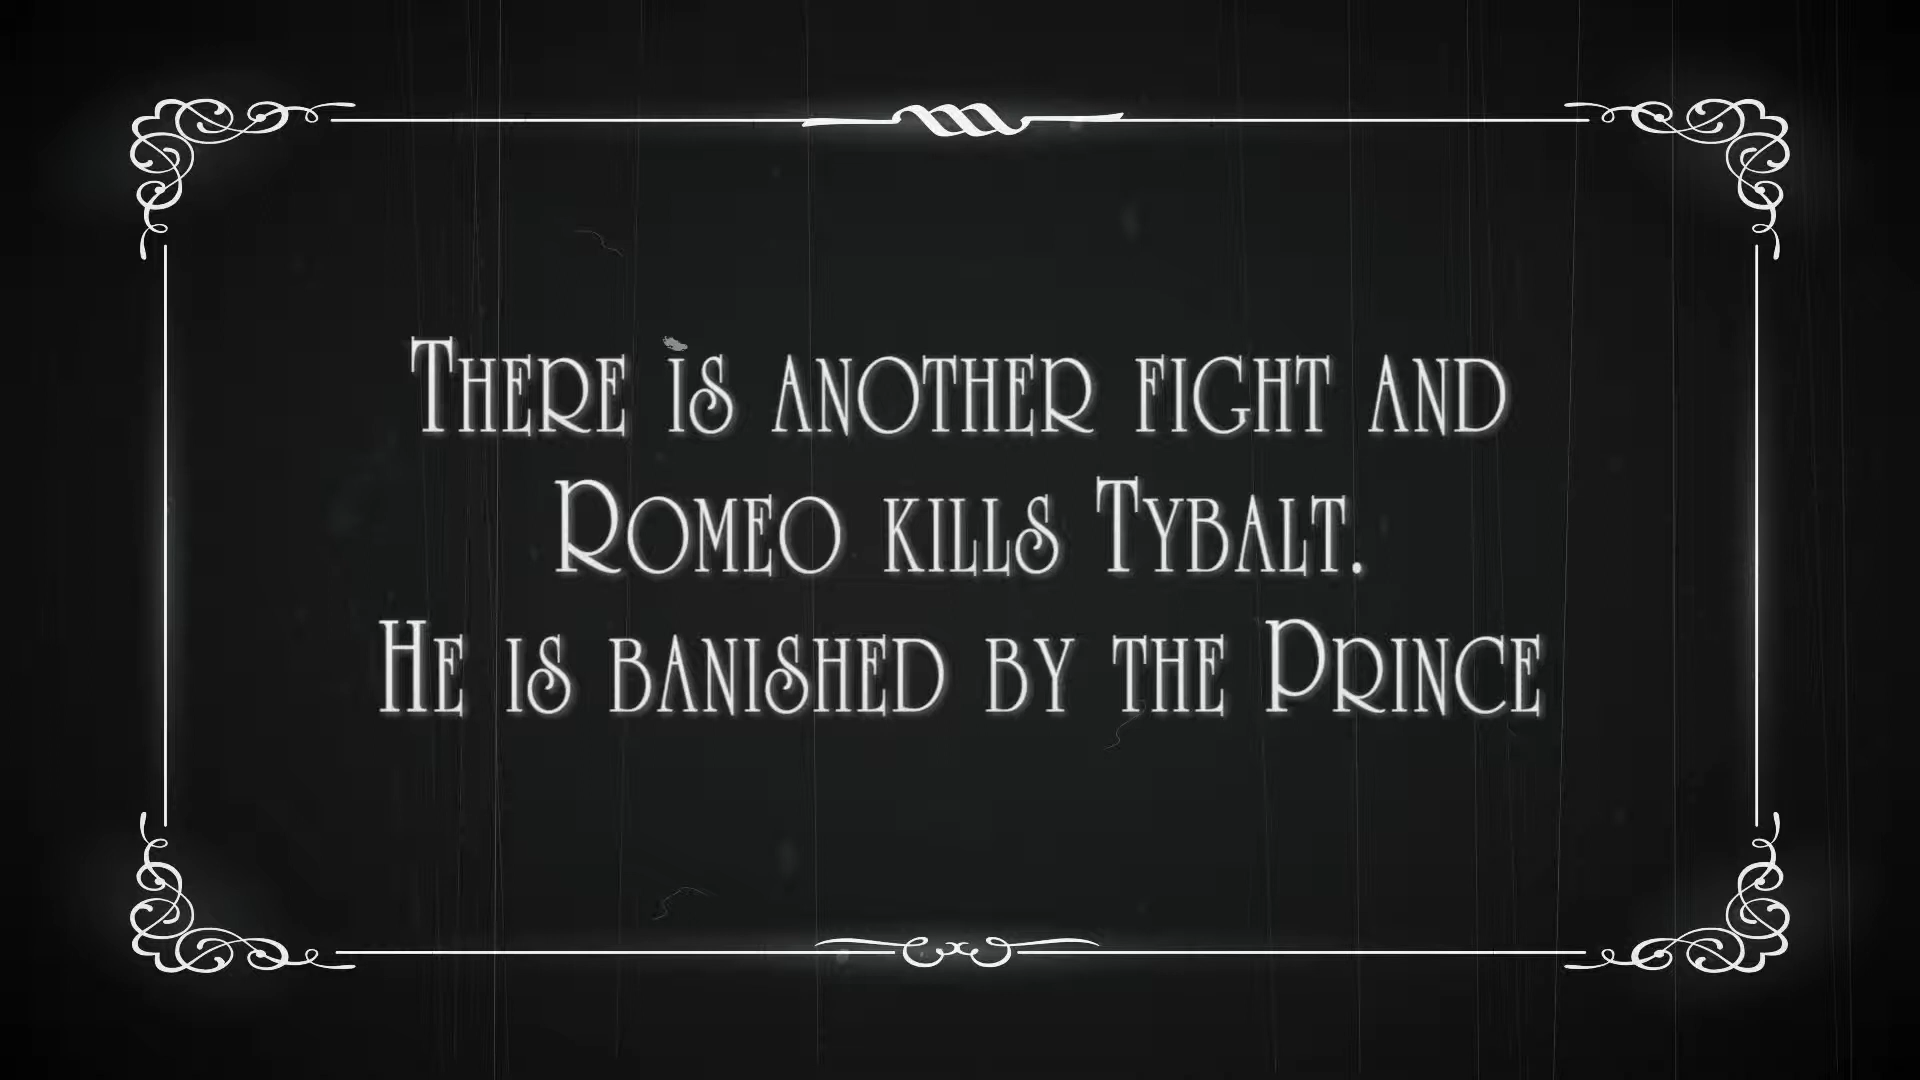 There is another fight and
Romeo kills Tybalt.
He is banished by the Prince